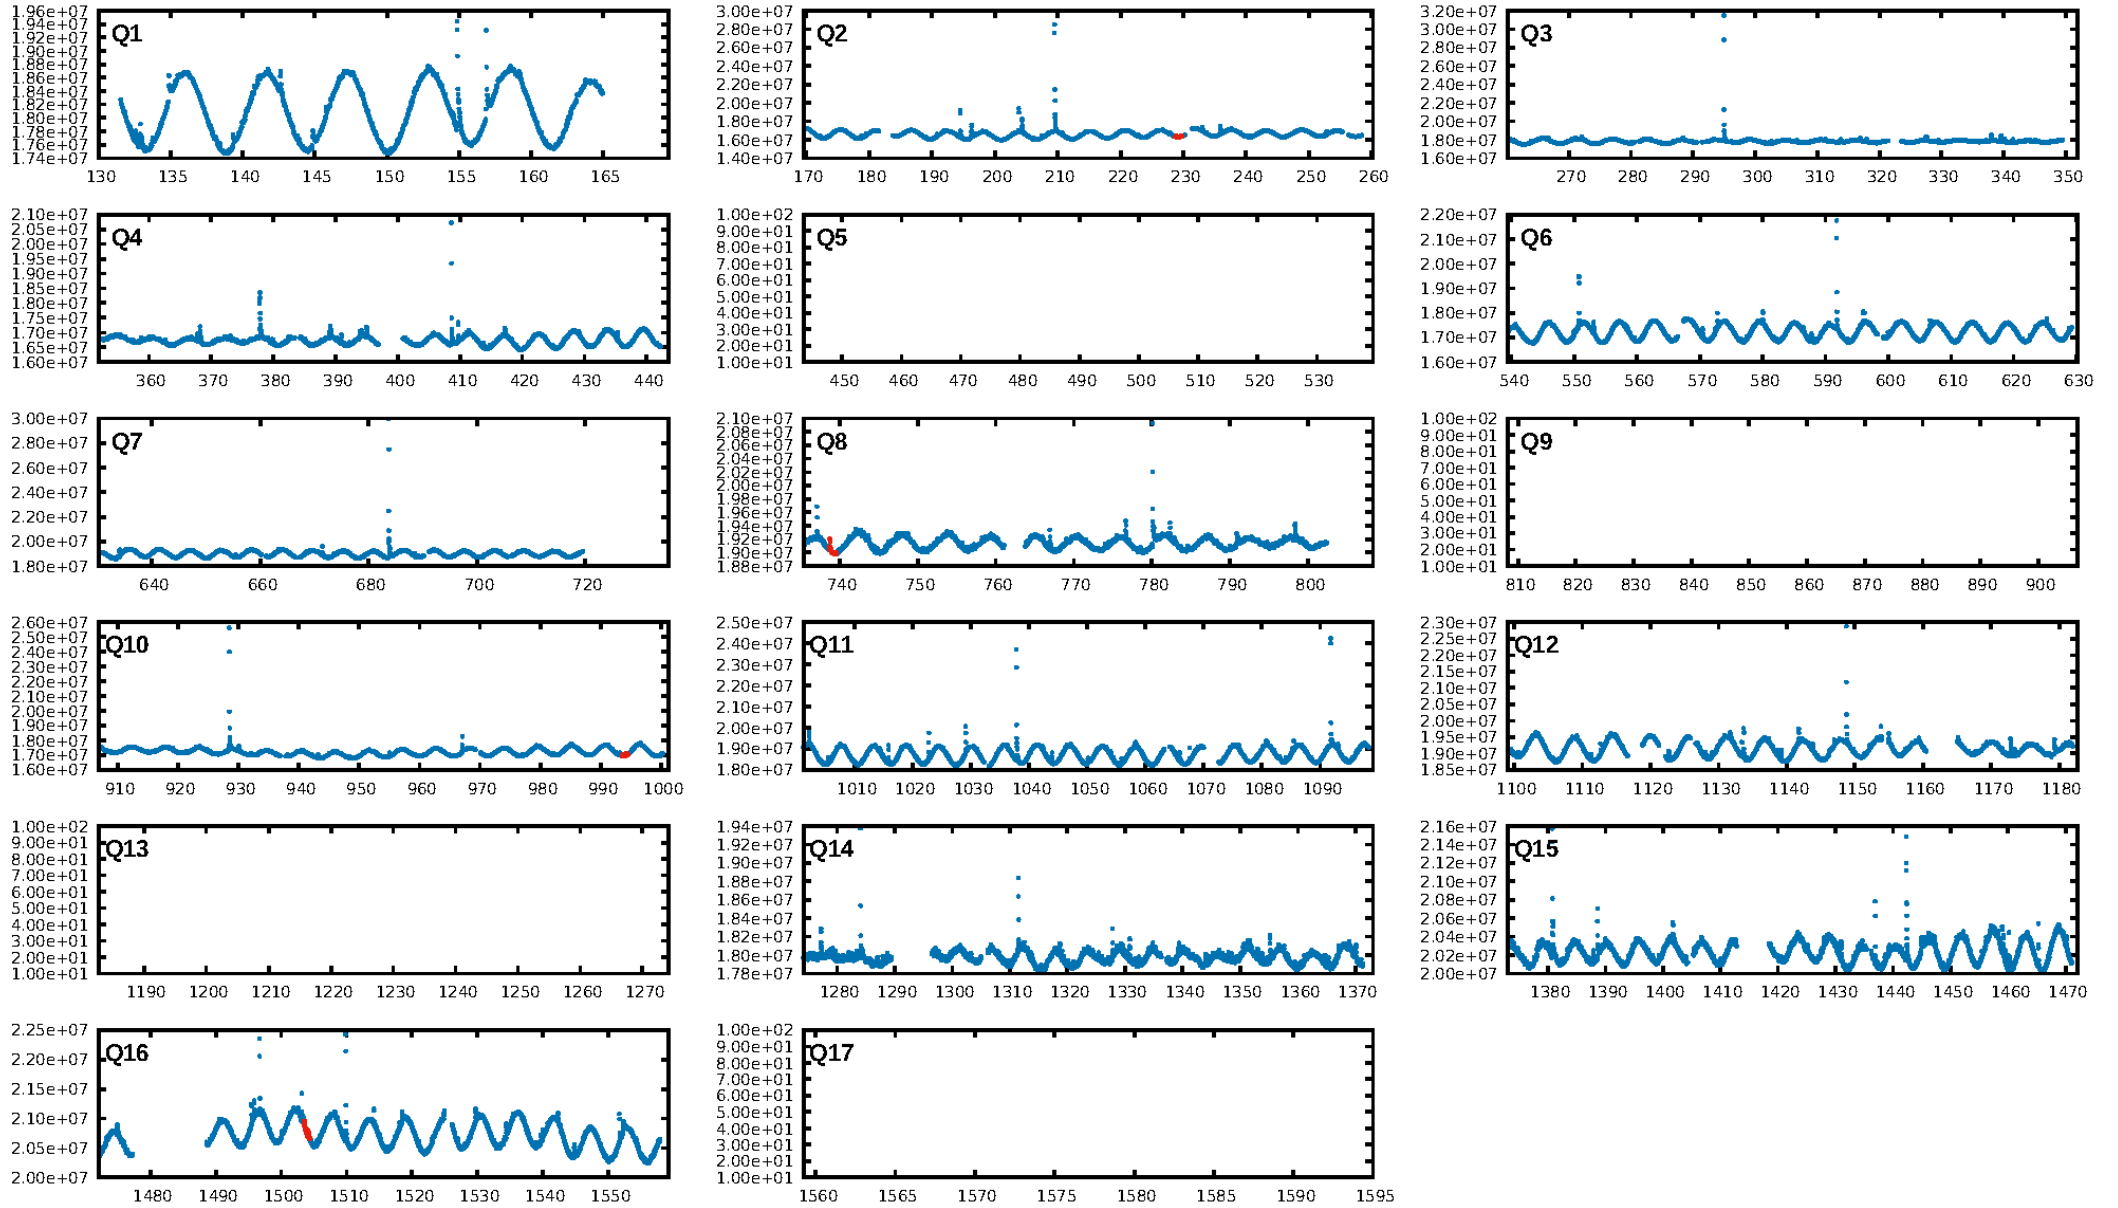 Q1
1.96e+07
1.94e+07
1.92e+07
1.90e+07
1.88e+07
1.86e+07
1.84e+07
1.82e+07
1.80e+07
1.78e+07
1.76e+07
1.74e+07
130 135 140 145 150 155 160 165
Q2
3.00e+07
2.80e+07
2.60e+07
2.40e+07
2.20e+07
2.00e+07
1.80e+07
1.60e+07
1.40e+07
170 180 190 200 210 220 230 240 250 260
Q3
3.20e+07
3.00e+07
2.80e+07
2.60e+07
2.40e+07
2.20e+07
2.00e+07
1.80e+07
1.60e+07
270 280 290 300 310 320 330 340 350
Q4
2.10e+07
2.05e+07
2.00e+07
1.95e+07
1.90e+07
1.85e+07
1.80e+07
1.75e+07
1.70e+07
1.65e+07
1.60e+07
360 370 380 390 400 410 420 430 440
Q5
1.00e+02
9.00e+01
8.00e+01
7.00e+01
6.00e+01
5.00e+01
4.00e+01
3.00e+01
2.00e+01
1.00e+01
450 460 470 480 490 500 510 520 530
Q6
2.20e+07
2.10e+07
2.00e+07
1.90e+07
1.80e+07
1.70e+07
1.60e+07
540 550 560 570 580 590 600 610 620 630
Q7
3.00e+07
2.80e+07
2.60e+07
2.40e+07
2.20e+07
2.00e+07
1.80e+07
640 660 680 700 720
Q8
2.10e+07
2.08e+07
2.06e+07
2.04e+07
2.02e+07
2.00e+07
1.98e+07
1.96e+07
1.94e+07
1.92e+07
1.90e+07
1.88e+07
740 750 760 770 780 790 800
Q9
1.00e+02
9.00e+01
8.00e+01
7.00e+01
6.00e+01
5.00e+01
4.00e+01
3.00e+01
2.00e+01
1.00e+01
810 820 830 840 850 860 870 880 890 900
Q10
2.60e+07
2.50e+07
2.40e+07
2.30e+07
2.20e+07
2.10e+07
2.00e+07
1.90e+07
1.80e+07
1.70e+07
1.60e+07
910 920 930 940 950 960 970 980 990 1000
Q11
2.50e+07
2.40e+07
2.30e+07
2.20e+07
2.10e+07
2.00e+07
1.90e+07
1.80e+07
1010 1020 1030 1040 1050 1060 1070 1080 1090
Q12
2.30e+07
2.25e+07
2.20e+07
2.15e+07
2.10e+07
2.05e+07
2.00e+07
1.95e+07
1.90e+07
1.85e+07
1100 1110 1120 1130 1140 1150 1160 1170 1180
Q13
1.00e+02
9.00e+01
8.00e+01
7.00e+01
6.00e+01
5.00e+01
4.00e+01
3.00e+01
2.00e+01
1.00e+01
1190 1200 1210 1220 1230 1240 1250 1260 1270
Q14
1.94e+07
1.92e+07
1.90e+07
1.88e+07
1.86e+07
1.84e+07
1.82e+07
1.80e+07
1.78e+07
1280 1290 1300 1310 1320 1330 1340 1350 1360 1370
Q15
2.16e+07
2.14e+07
2.12e+07
2.10e+07
2.08e+07
2.06e+07
2.04e+07
2.02e+07
2.00e+07
1380 1390 1400 1410 1420 1430 1440 1450 1460 1470
Q16
2.25e+07
2.20e+07
2.15e+07
2.10e+07
2.05e+07
2.00e+07
1480 1490 1500 1510 1520 1530 1540 1550
Q17
1.00e+02
9.00e+01
8.00e+01
7.00e+01
6.00e+01
5.00e+01
4.00e+01
3.00e+01
2.00e+01
1.00e+01
1560 1565 1570 1575 1580 1585 1590 1595